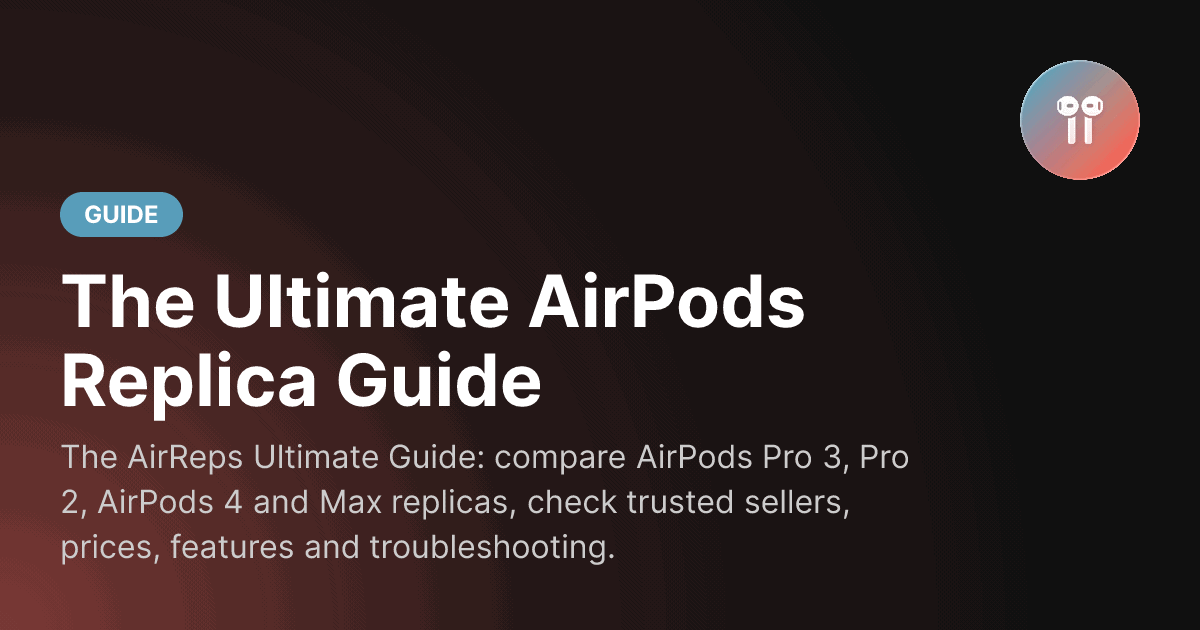 GUIDE
The Ultimate AirPods
Replica Guide
The AirReps Ultimate Guide: compare AirPods Pro 3, Pro
2, AirPods 4 and Max replicas, check trusted sellers,
prices, features and troubleshooting.